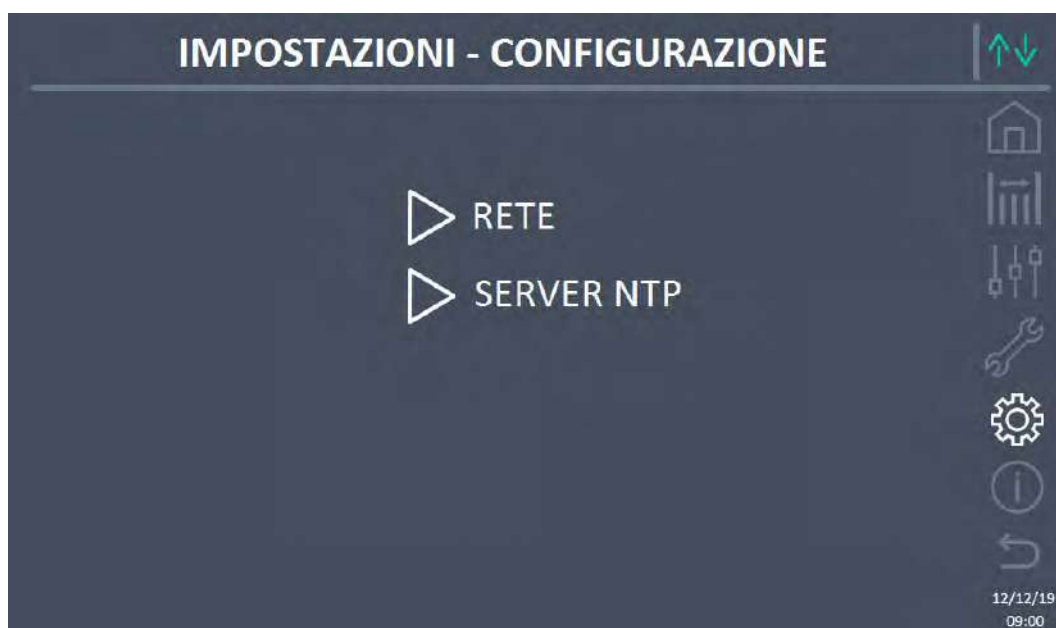 IMPOSTAZIONI - CONFIGURAZIONE
RETE
SERVER NTP
12/12/19
09:00